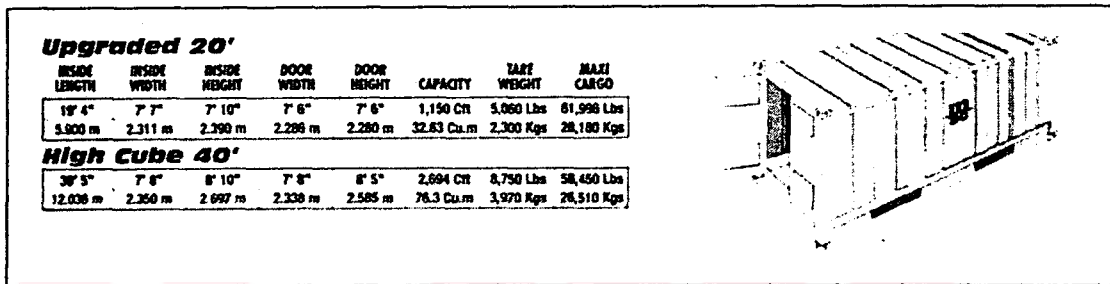 Upgraded 20'
INSIDE LENGTH INSIDE WIDTH INSIDE HEIGHT DOOR WIDTH DOOR HEIGHT CAPACITY TARE WEIGHT MAXI CARGO
19' 4" 7' 7" 7' 10" 7' 6" 7' 6" 1,150 Cft 5,060 Lbs 61,996 Lbs
5.900 m 2.311 m 2.390 m 2.286 m 2.280 m 32.63 Cu.m 2,300 Kgs 28,180 Kgs
High Cube 40'
39' 5" 7' 8" 8' 10" 7' 8" 8' 5" 2,694 Cft 8,750 Lbs 58,450 Lbs
12.036 m 2.350 m 2.697 m 2.338 m 2.585 m 76.3 Cu.m 3,970 Kgs 26,510 Kgs